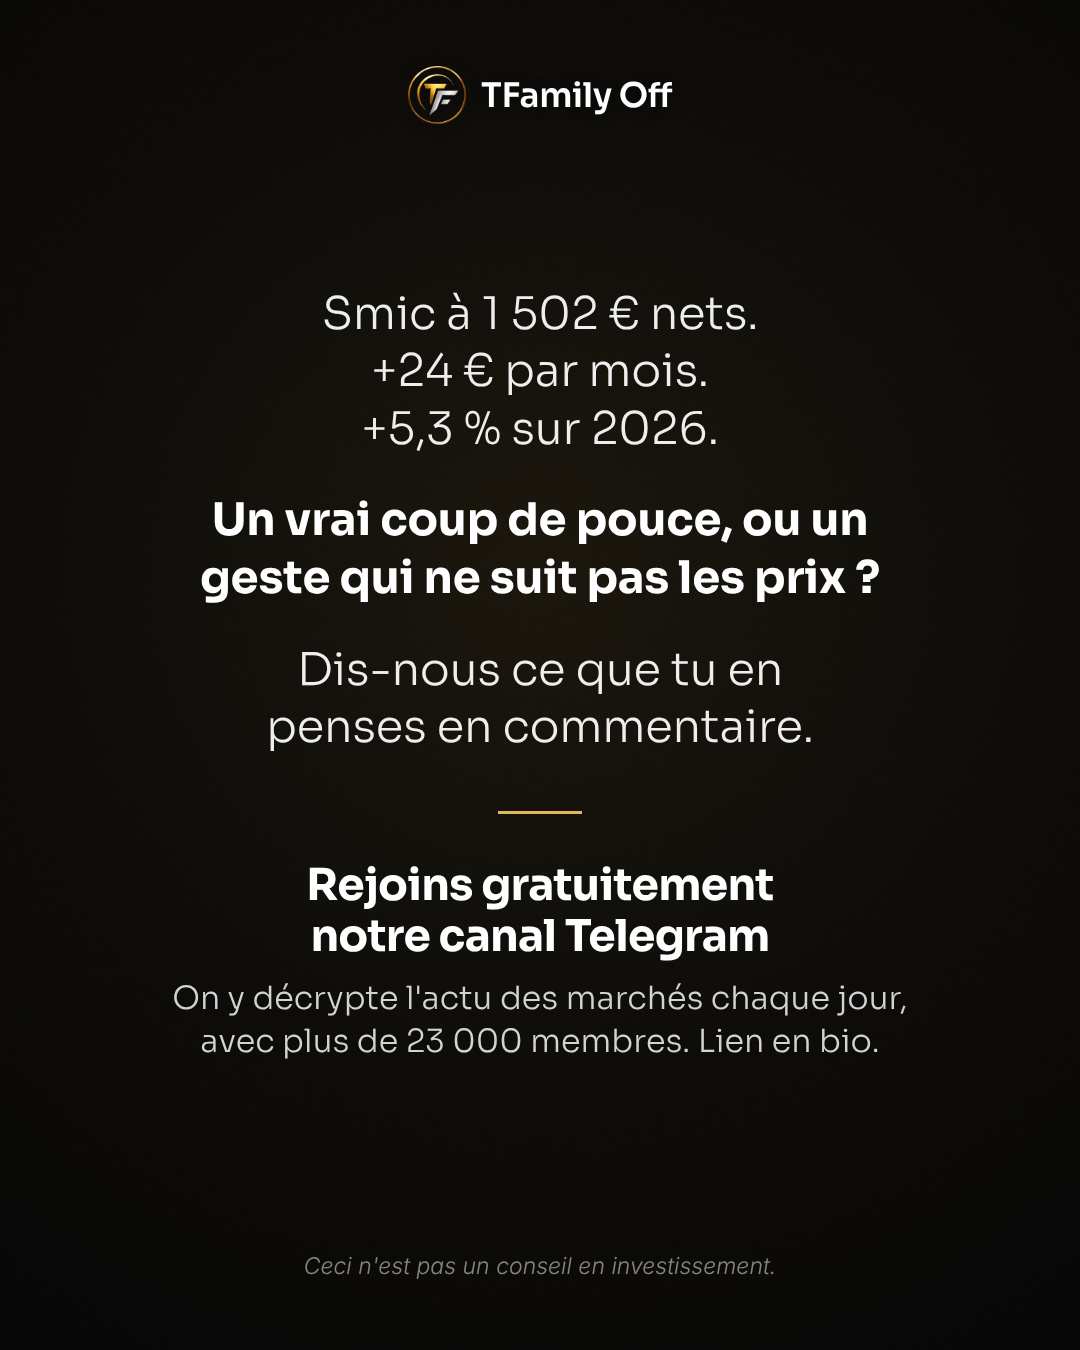 TF TFamily Off
Smic à 1 502 € nets.
+24 € par mois.
+5,3 % sur 2026.
Un vrai coup de pouce, ou un
geste qui ne suit pas les prix ?
Dis-nous ce que tu en
penses en commentaire.
Rejoins gratuitement
notre canal Telegram
On y décrypte l'actu des marchés chaque jour,
avec plus de 23 000 membres. Lien en bio.
Ceci n'est pas un conseil en investissement.